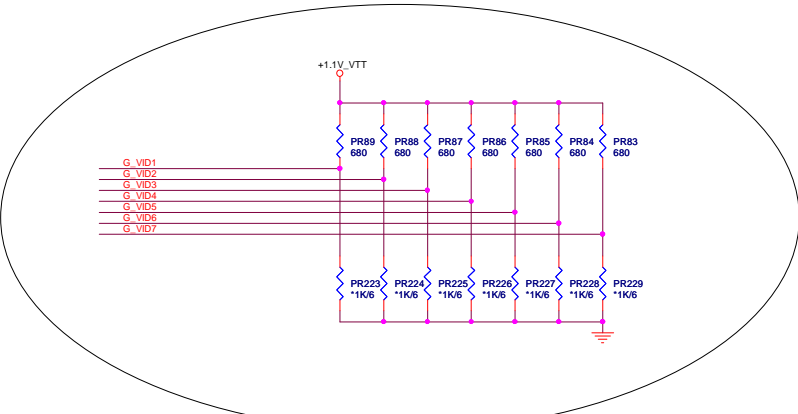 +1.1V_VTT
PR89 PR88 PR87 PR86 PR85 PR84 PR83
680 680 680 680 680 680 680
G_VID1
G_VID2
G_VID3
G_VID4
G_VID5
G_VID6
G_VID7
PR223 PR224 PR225 PR226 PR227 PR228 PR229
*1K/6 *1K/6 *1K/6 *1K/6 *1K/6 *1K/6 *1K/6